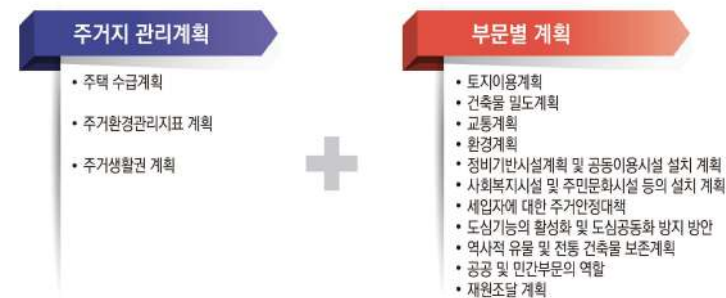 주거지 관리계획
• 주택 수급계획
• 주거환경관리지표 계획
• 주거생활권 계획
부문별 계획
• 토지이용계획
• 건축물 밀도계획
• 교통계획
• 환경계획
• 정비기반시설계획 및 공동이용시설 설치 계획
• 사회복지시설 및 주민문화시설 등의 설치 계획
• 세입자에 대한 주거안정대책
• 도심기능의 활성화 및 도심공동화 방지 방안
• 역사적 유물 및 전통 건축물 보존계획
• 공공 및 민간부문의 역할
• 재원조달 계획